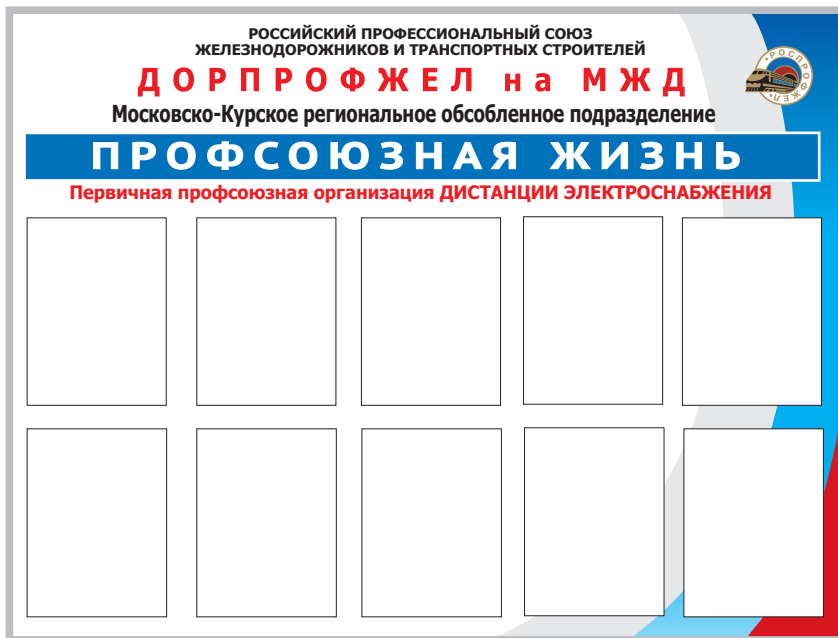 РОССИЙСКИЙ ПРОФЕССИОНАЛЬНЫЙ СОЮЗ
ЖЕЛЕЗНОДОРОЖНИКОВ И ТРАНСПОРТНЫХ СТРОИТЕЛЕЙ
ДОРПРОФЖЕЛ на МЖД
Московско-Курское региональное обособленное подразделение
ПРОФСОЮЗНАЯ ЖИЗНЬ
Первичная профсоюзная организация ДИСТАНЦИИ ЭЛЕКТРОСНАБЖЕНИЯ
РОСПРОФЖЕЛ